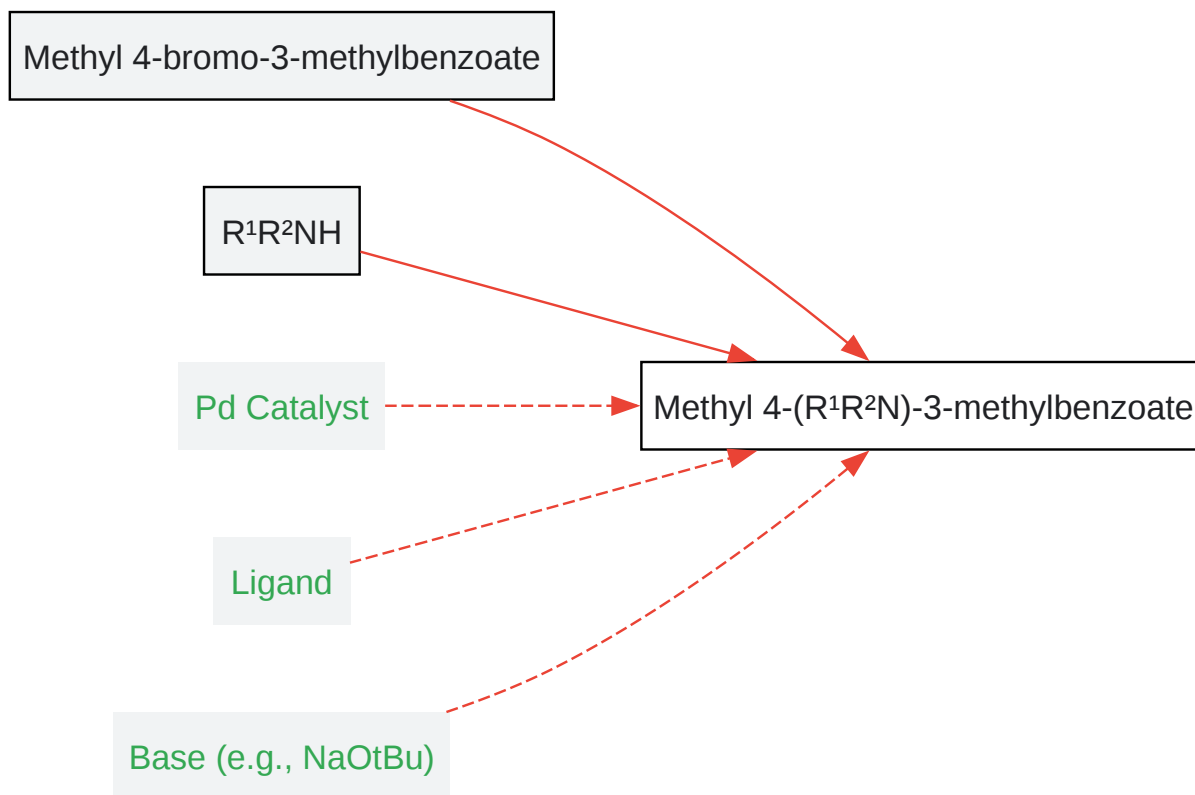 Methyl 4-bromo-3-methylbenzoate
R¹R²NH
Pd Catalyst
Methyl 4-(R¹R²N)-3-methylbenzoate
Ligand
Base (e.g., NaOtBu)